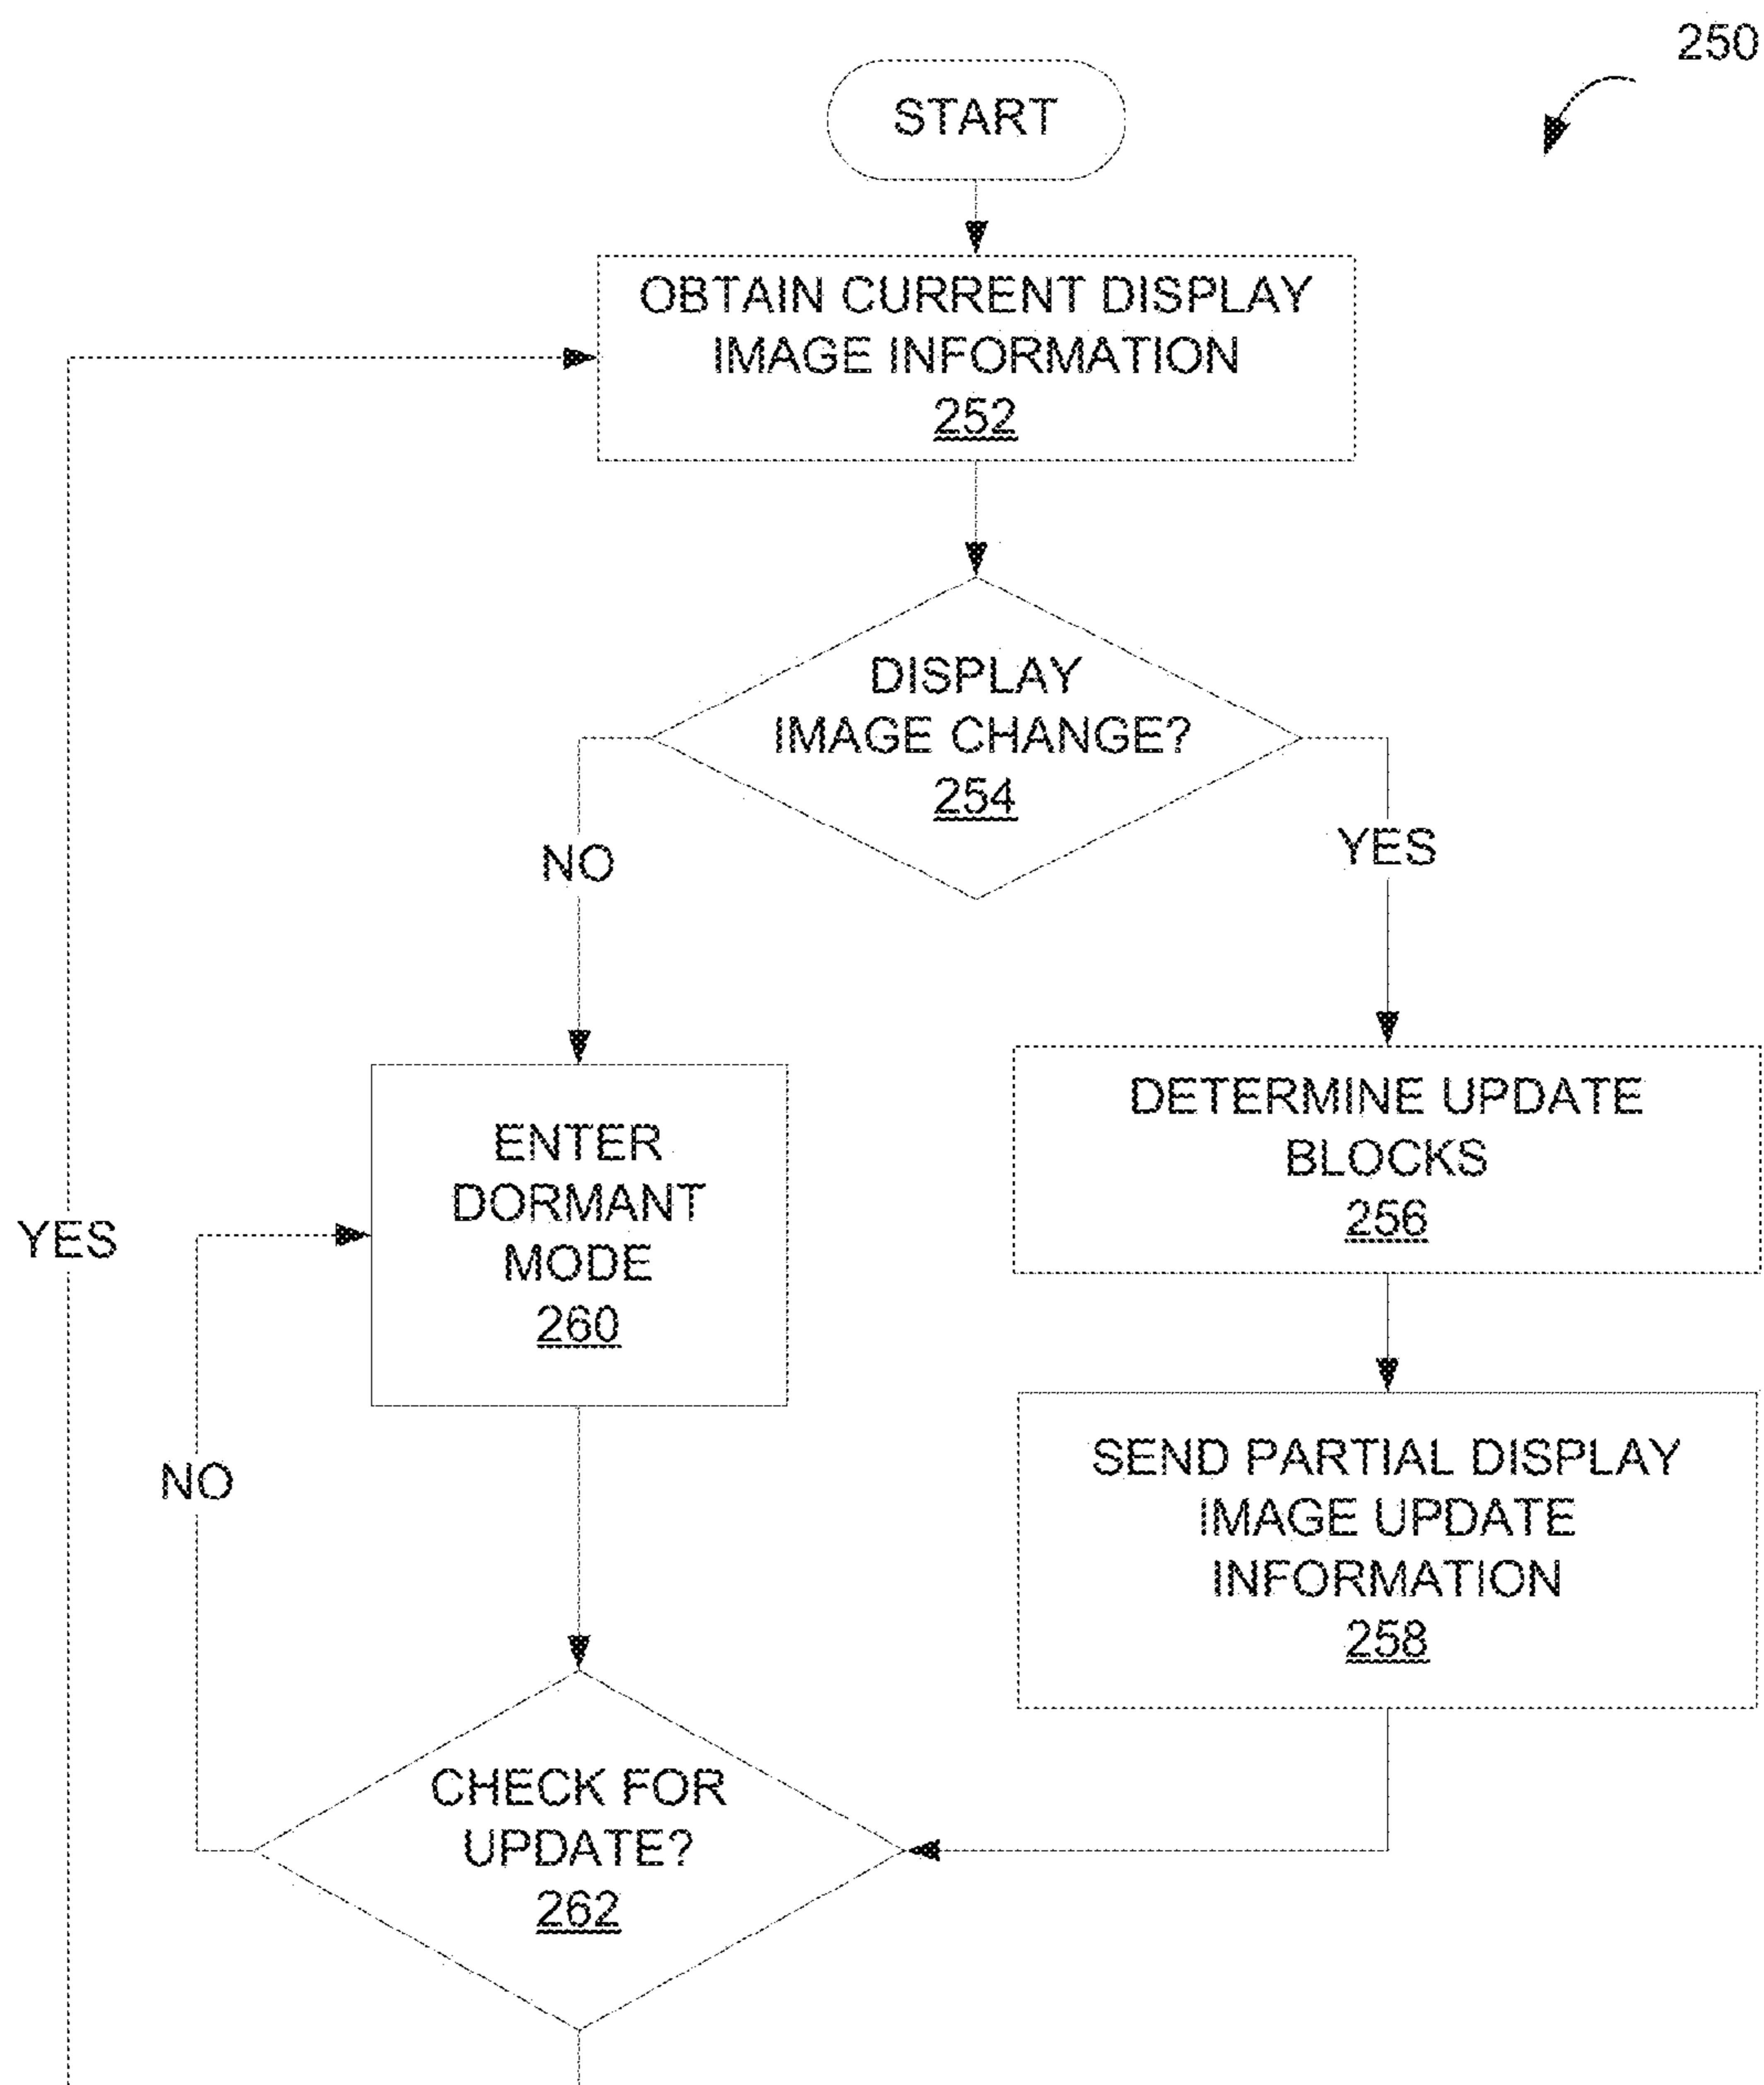 250
START
OBTAIN CURRENT DISPLAY
IMAGE INFORMATION
252
DISPLAY
IMAGE CHANGE?
254
NO
YES
DETERMINE UPDATE
BLOCKS
256
ENTER
DORMANT
MODE
260
YES
NO
SEND PARTIAL DISPLAY
IMAGE UPDATE
INFORMATION
258
CHECK FOR
UPDATE?
262